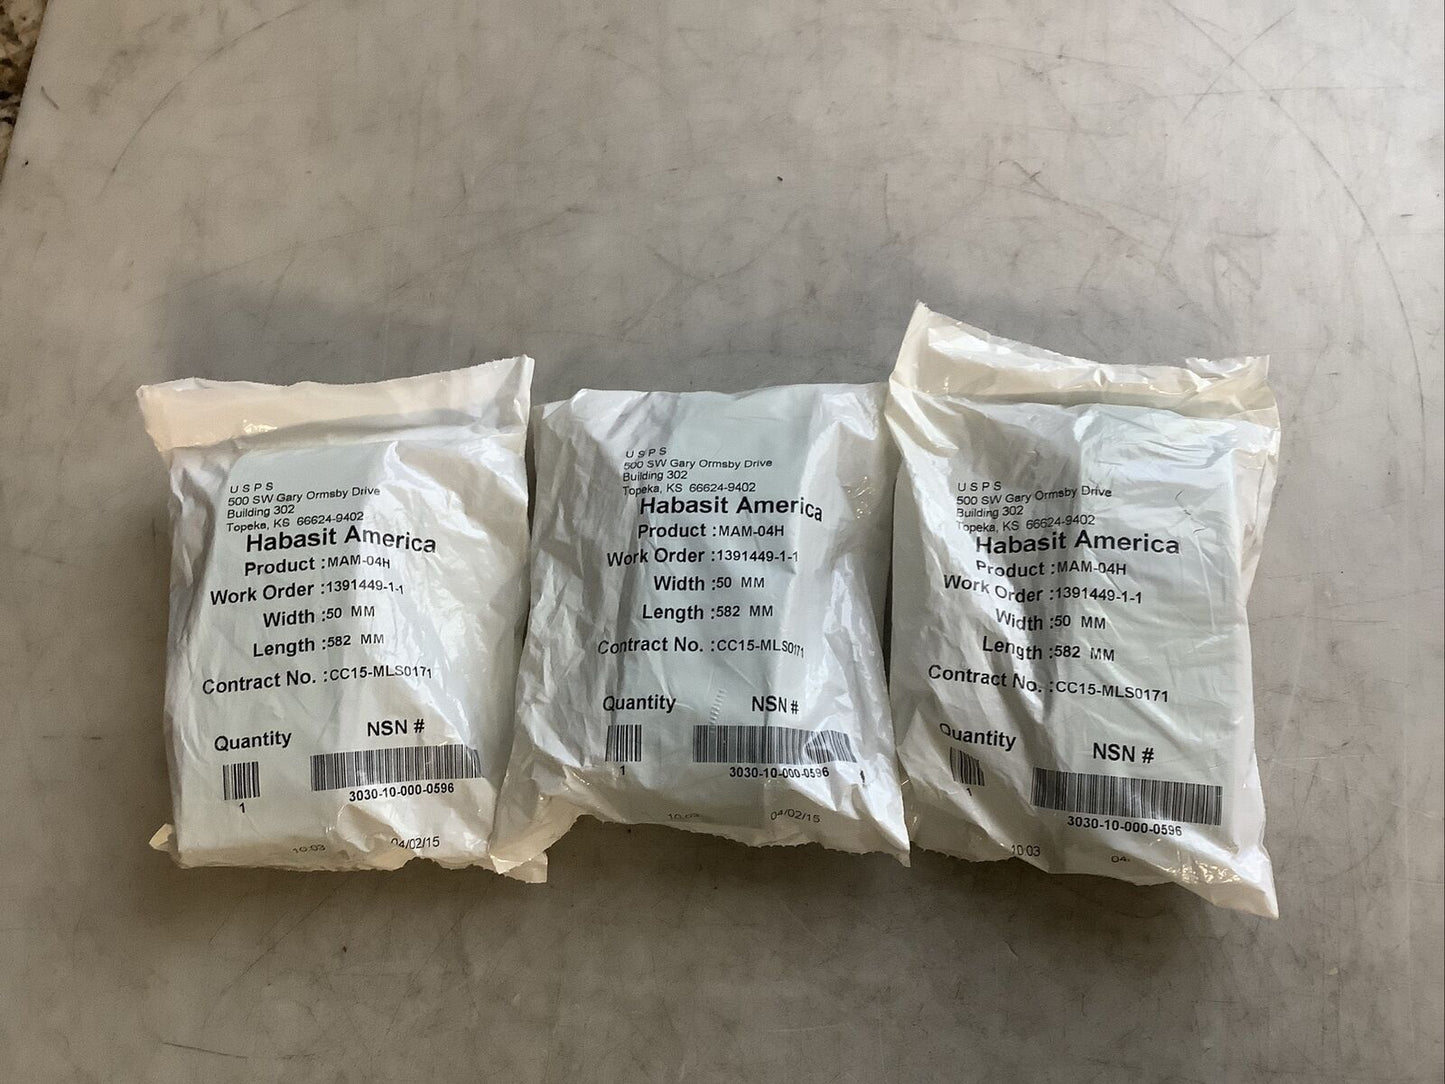 U S P S
500 SW Gary Ormsby Drive
Building 302
Topeka, KS 66624-9402
Habasit America
Product : MAM-04H
Work Order : 1391449-1-1
Width : 50 MM
Length : 582 MM
Contract No. : CC15-MLS0171
Quantity NSN #
1 3030-10-000-0596
10:03 04/02/15
U S P S
500 SW Gary Ormsby Drive
Building 302
Topeka, KS 66624-9402
Habasit America
Product : MAM-04H
Work Order : 1391449-1-1
Width : 50 MM
Length : 582 MM
Contract No. : CC15-MLS0171
Quantity NSN #
1 3030-10-000-0596
10:03 04/02/15
U S P S
500 SW Gary Ormsby Drive
Building 302
Topeka, KS 66624-9402
Habasit America
Product : MAM-04H
Work Order : 1391449-1-1
Width : 50 MM
Length : 582 MM
Contract No. : CC15-MLS0171
Quantity NSN #
1 3030-10-000-0596
10:03